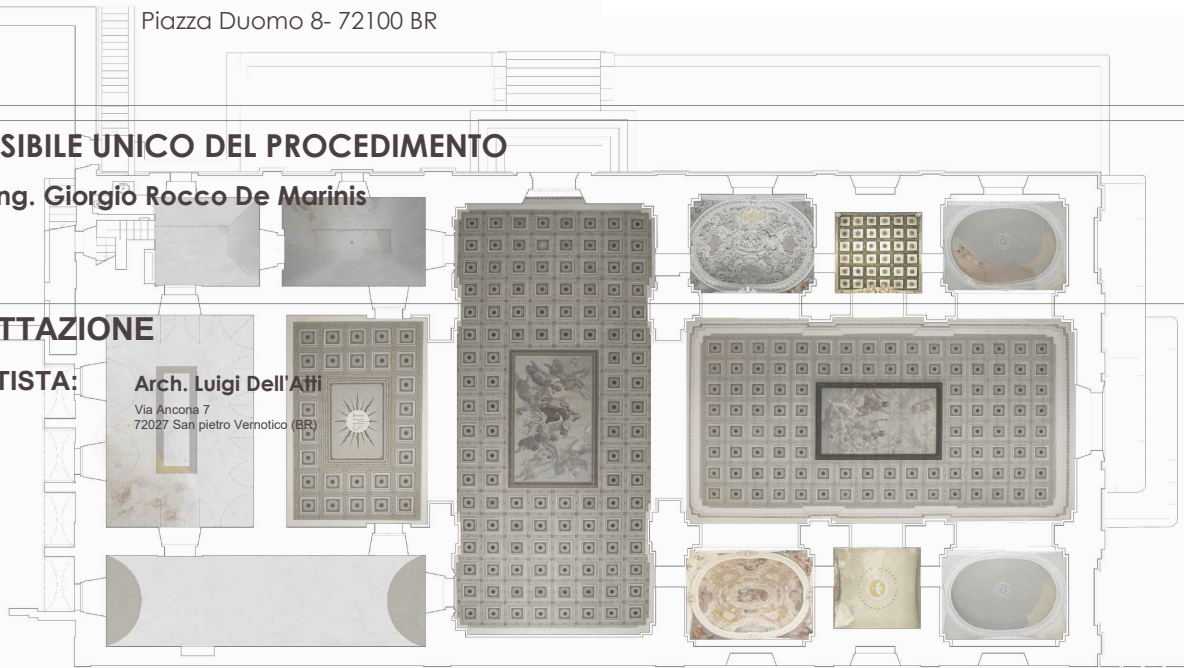 Piazza Duomo 8- 72100 BR
SIBILE UNICO DEL PROCEDIMENTO
ng. Giorgio Rocco De Marinis
TTAZIONE
TISTA:
Arch. Luigi Dell'Atti
Via Ancona 7
72027 San pietro Vernotico (BR)